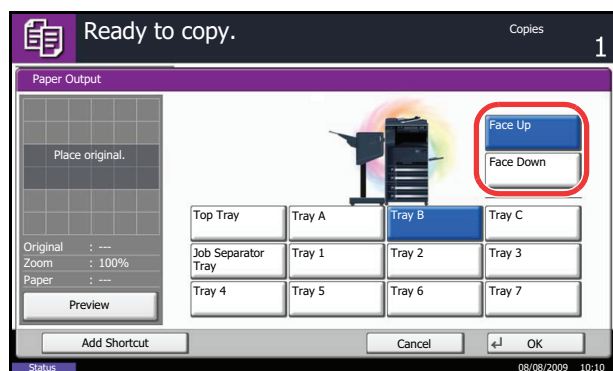 Ready to copy.
Copies
1
Paper Output
Place original.
Face Up
Face Down
Top Tray
Tray A
Tray B
Tray C
Job Separator
Tray
Tray 1
Tray 2
Tray 3
Tray 4
Tray 5
Tray 6
Tray 7
Original : ---
Zoom : 100%
Paper : ---
Preview
Add Shortcut
Cancel
OK
Status
08/08/2009 10:10